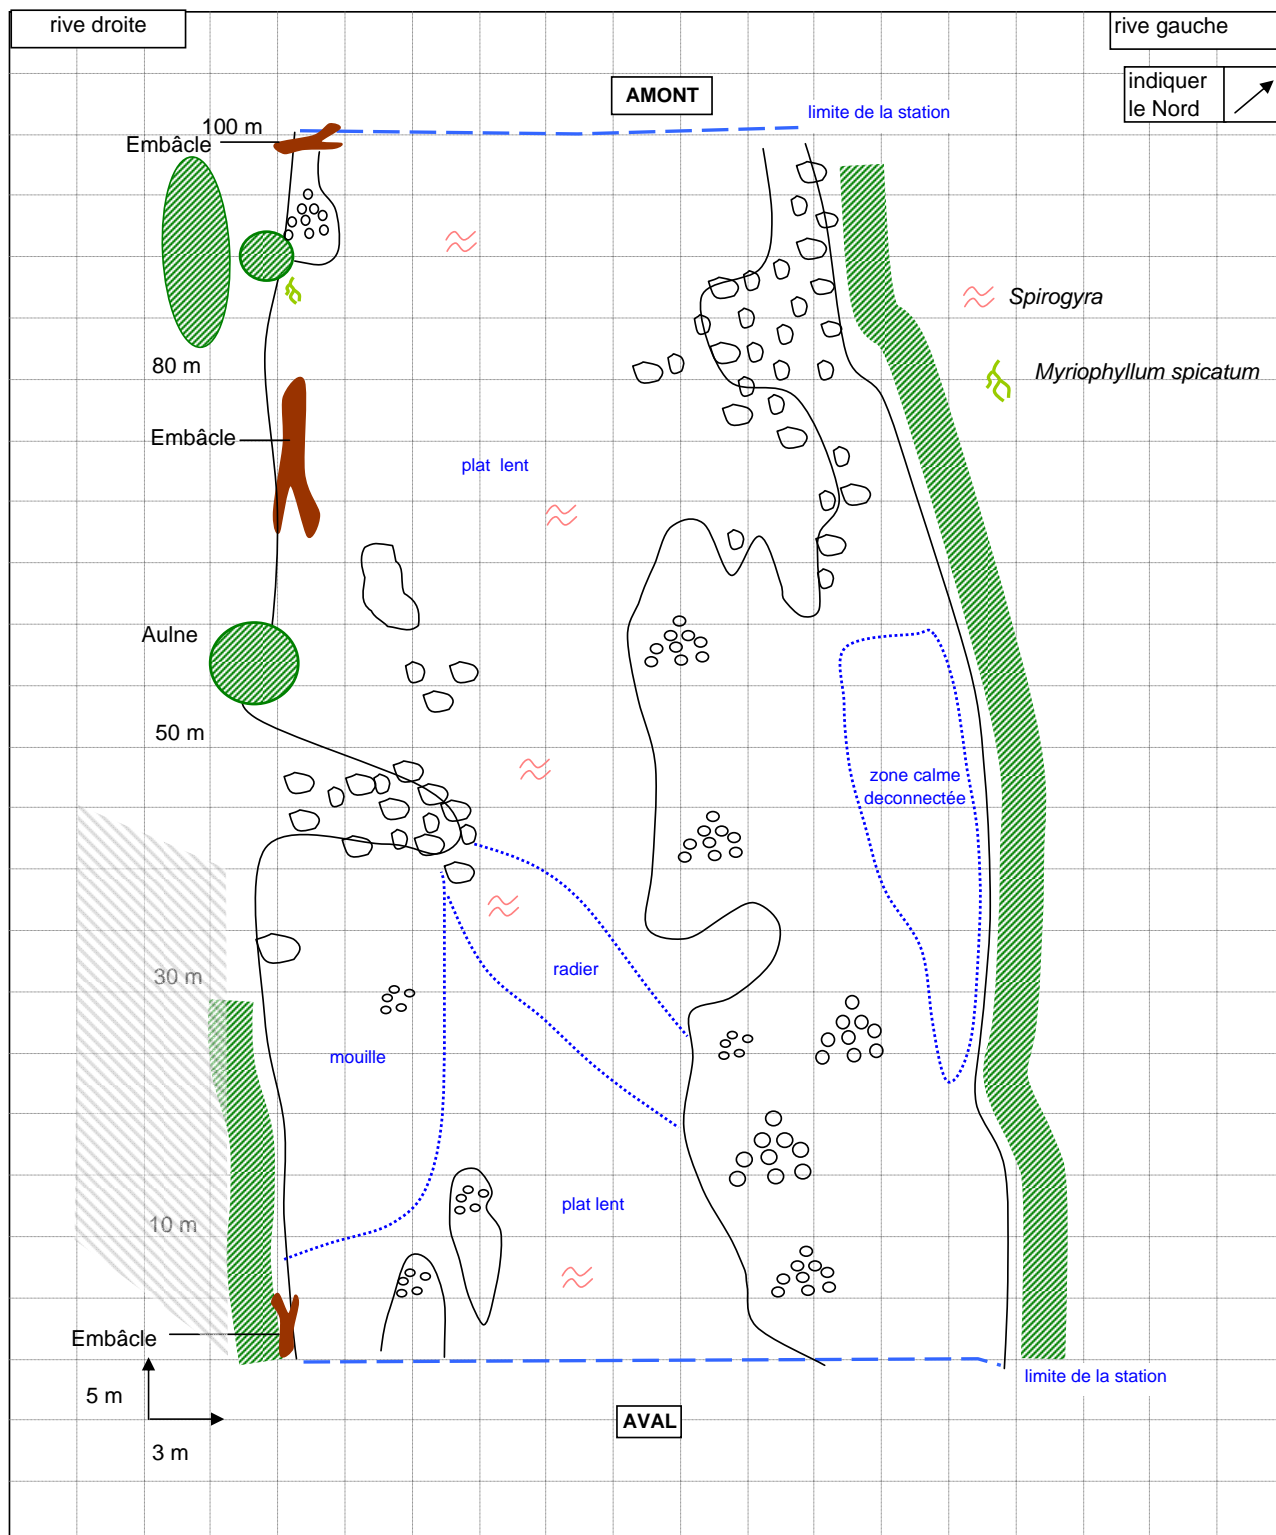 rive droite
rive gauche
indiquer
le Nord
AMONT
limite de la station
100 m
Embâcle
Spirogyra
80 m
Myriophyllum spicatum
Embâcle
plat lent
Aulne
50 m
zone calme
deconnectée
radier
30 m
mouille
plat lent
10 m
Embâcle
limite de la station
5 m
AVAL
3 m